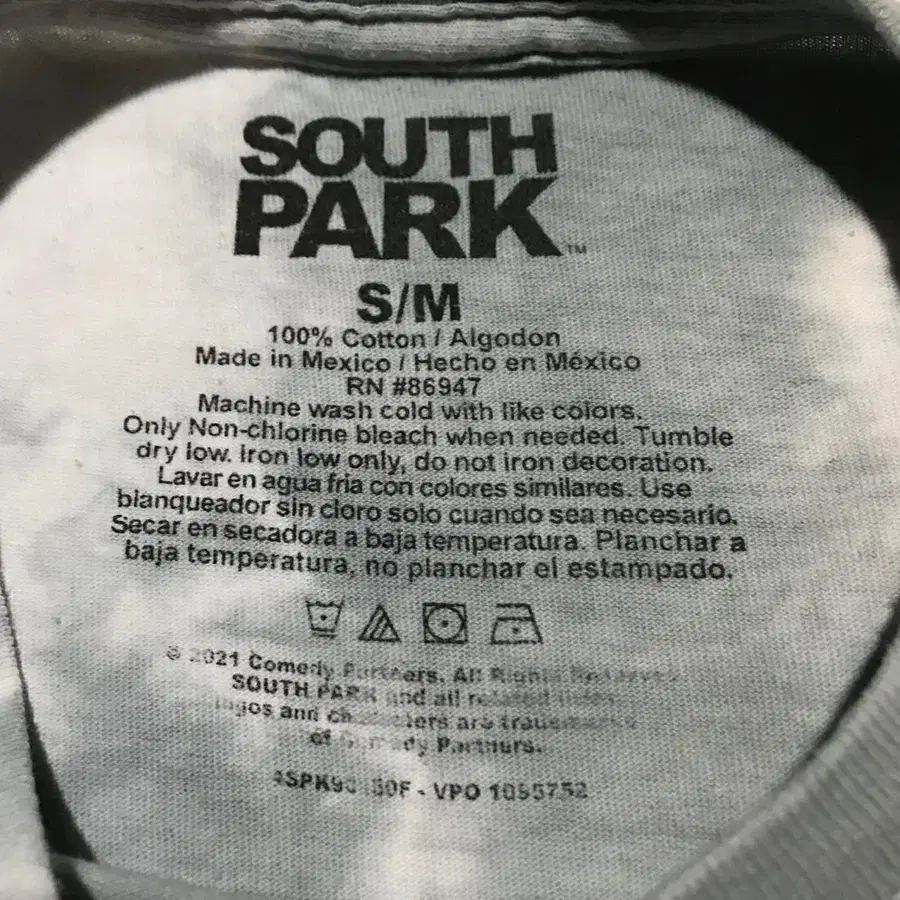 SOUTH
PARK™
S/M
100% Cotton / Algodon
Made in Mexico / Hecho en México
RN #86947
Machine wash cold with like colors.
Only Non-chlorine bleach when needed. Tumble
dry low. Iron low only, do not iron decoration.
Lavar en agua fria con colores similares. Use
blanqueador sin cloro solo cuando sea necesario.
Secar en secadora a baja temperatura. Planchar a
baja temperatura, no planchar el estampado.
© 2021 Comedy Partners. All Rights Reserved.
SOUTH PARK and all related
logos and characters are trademarks
of Comedy Partners.
- VPO 1055752